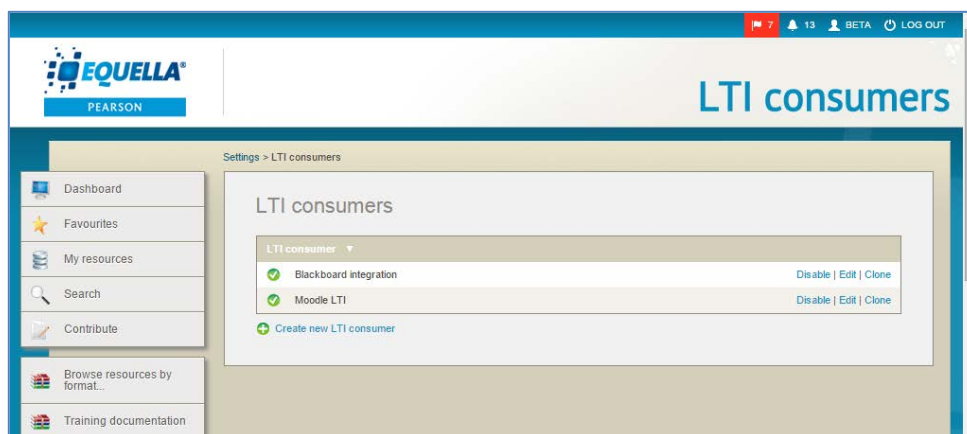 7 13 BETA LOG OUT
EQUELLA®
PEARSON
LTI consumers
Settings > LTI consumers
Dashboard
Favourites
My resources
Search
Contribute
Browse resources by
format...
Training documentation
LTI consumers
LTI consumer ▼
Blackboard integration Disable | Edit | Clone
Moodle LTI Disable | Edit | Clone
Create new LTI consumer